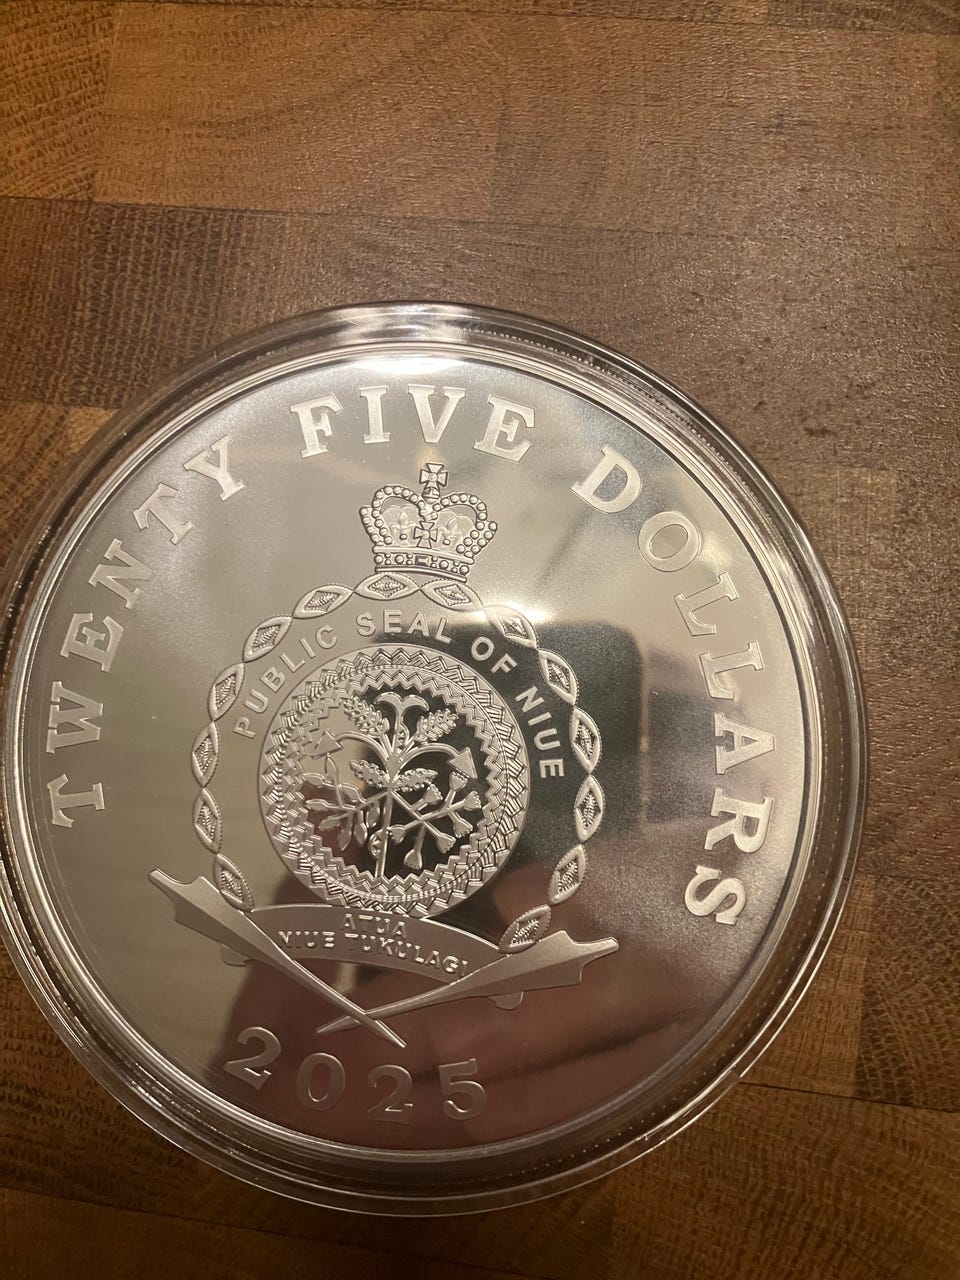 TWENTY FIVE DOLLARS
PUBLIC SEAL OF NIUE
ATUA
NIUE TUKULAGI
2025